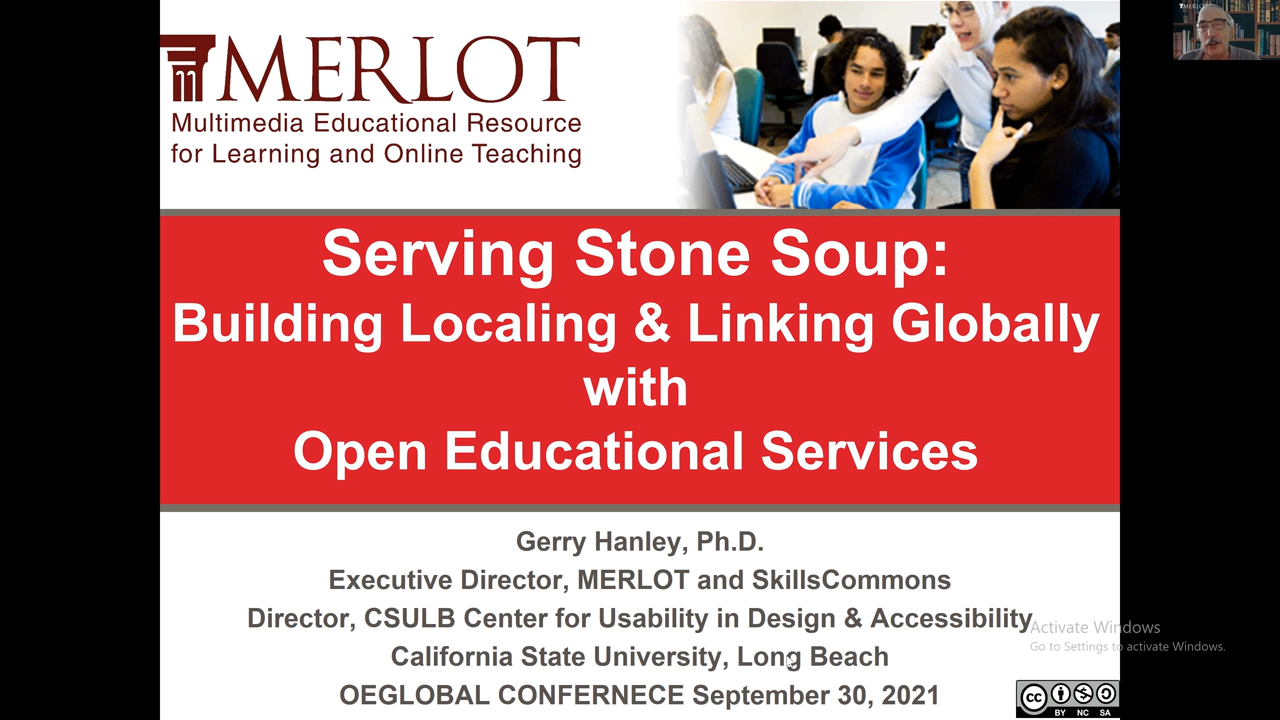 MERLOT
MERLOT
Multimedia Educational Resource
for Learning and Online Teaching
Serving Stone Soup:
Building Localing & Linking Globally
with
Open Educational Services
Gerry Hanley, Ph.D.
Executive Director, MERLOT and SkillsCommons
Director, CSULB Center for Usability in Design & Accessibility
Activate Windows
Go to Settings to activate Windows.
California State University, Long Beach
OEGLOBAL CONFERNECE September 30, 2021
cc
BY NC SA